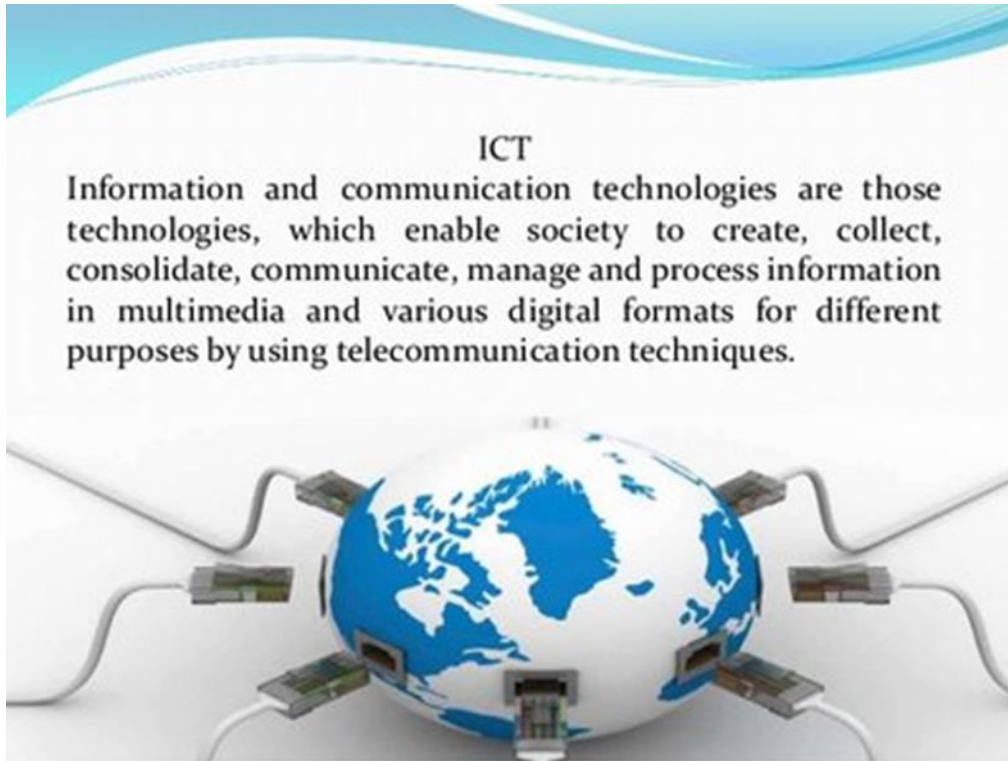 ICT
Information and communication technologies are those
technologies, which enable society to create, collect,
consolidate, communicate, manage and process information
in multimedia and various digital formats for different
purposes by using telecommunication techniques.